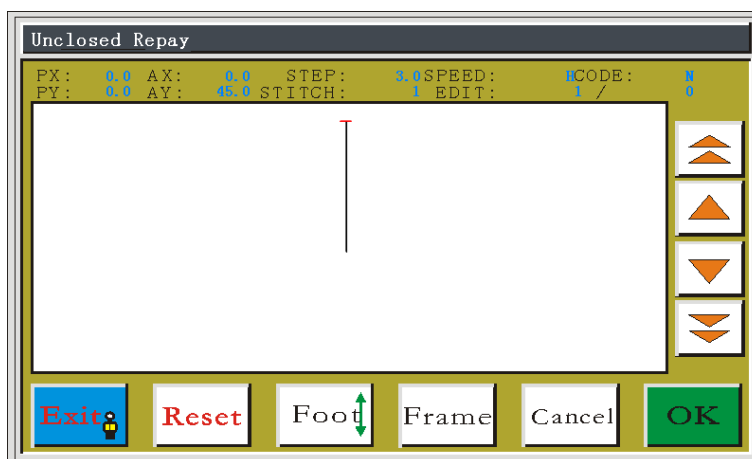 Unclosed Repay
PX: 0.0 AX: 0.0 STEP: 3.0 SPEED: H CODE: N
PY: 0.0 AY: 45.0 STITCH: 1 EDIT: 1 / 0
Exit Reset Foot Frame Cancel OK